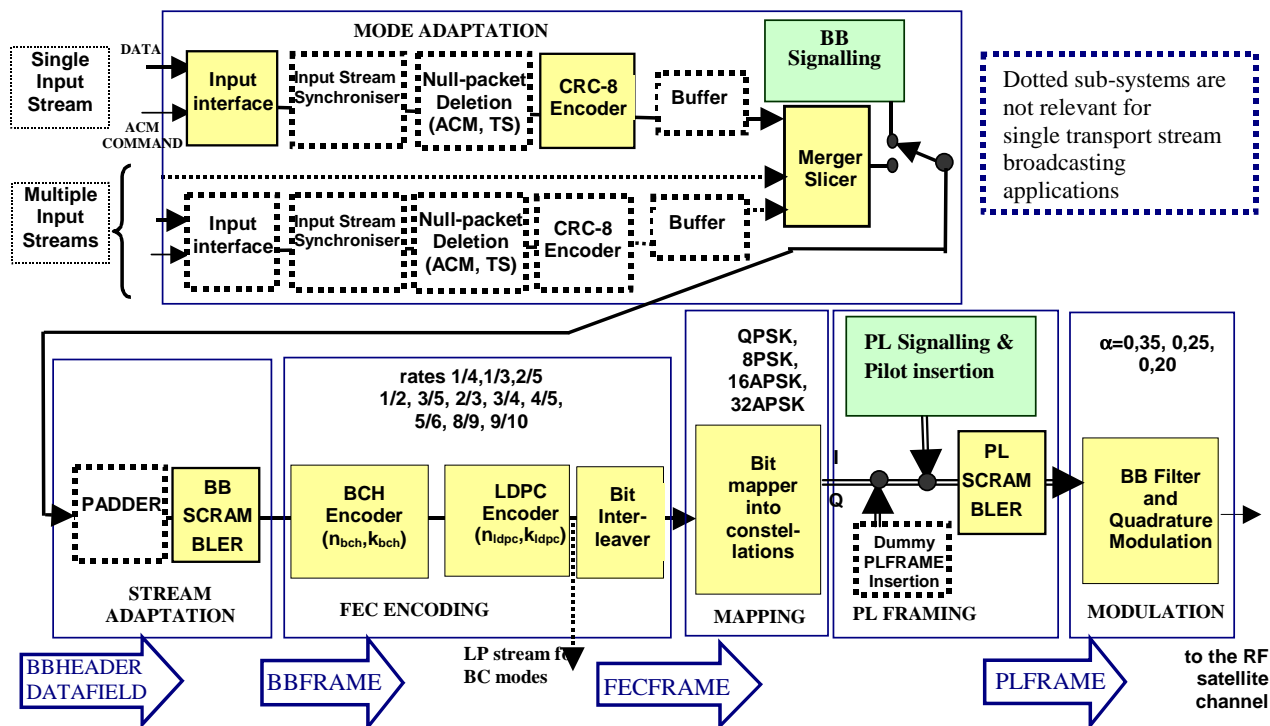 MODE ADAPTATION
DATA
Single
Input
Stream
ACM
COMMAND
Input
interface
Input Stream
Synchroniser
Null-packet
Deletion
(ACM, TS)
CRC-8
Encoder
Buffer
BB
Signalling
Merger
Slicer
Dotted sub-systems are
not relevant for
single transport stream
broadcasting
applications
Multiple
Input
Streams
Input
interface
Input Stream
Synchroniser
Null-packet
Deletion
(ACM, TS)
CRC-8
Encoder
Buffer
PADDER
BB
SCRAM
BLER
STREAM
ADAPTATION
rates 1/4,1/3,2/5
1/2, 3/5, 2/3, 3/4, 4/5,
5/6, 8/9, 9/10
BCH
Encoder
(nbch,kbch)
LDPC
Encoder
(nldpc,kldpc)
Bit
Inter-
leaver
FEC ENCODING
LP stream for
BC modes
QPSK,
8PSK,
16APSK,
32APSK
Bit
mapper
into
constel-
lations
MAPPING
I
Q
PL Signalling &
Pilot insertion
Dummy
PLFRAME
Insertion
PL
SCRAM
BLER
PL FRAMING
α=0,35, 0,25,
0,20
BB Filter
and
Quadrature
Modulation
MODULATION
BBHEADER
DATAFIELD
BBFRAME
FECFRAME
PLFRAME
to the RF
satellite
channel